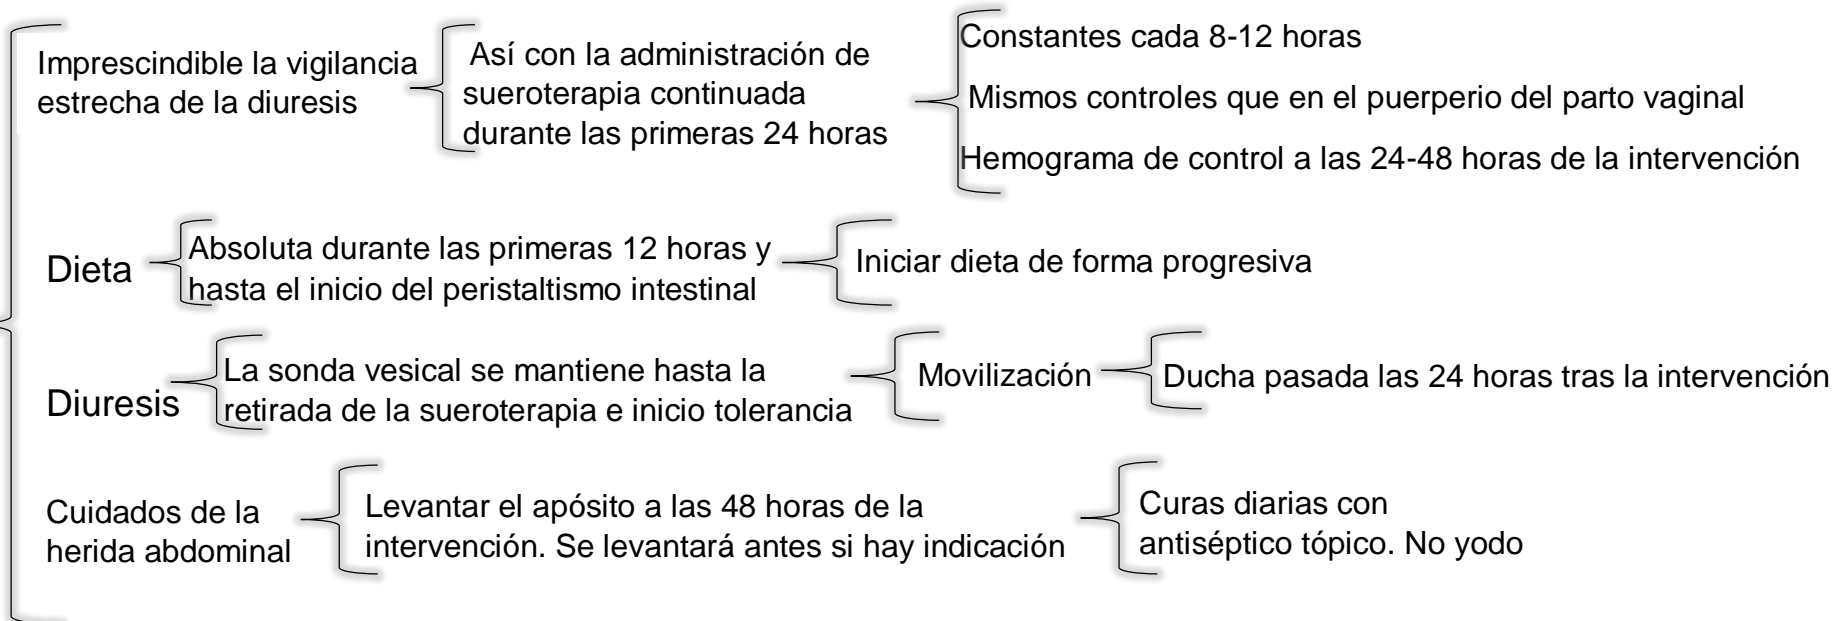 Imprescindible la vigilancia
estrecha de la diuresis
Así con la administración de
sueroterapia continuada
durante las primeras 24 horas
Constantes cada 8-12 horas
Mismos controles que en el puerperio del parto vaginal
Hemograma de control a las 24-48 horas de la intervención
Dieta
Absoluta durante las primeras 12 horas y
hasta el inicio del peristaltismo intestinal
Iniciar dieta de forma progresiva
Diuresis
La sonda vesical se mantiene hasta la
retirada de la sueroterapia e inicio tolerancia
Movilización
Ducha pasada las 24 horas tras la intervención
Cuidados de la
herida abdominal
Levantar el apósito a las 48 horas de la
intervención. Se levantará antes si hay indicación
Curas diarias con
antiséptico tópico. No yodo